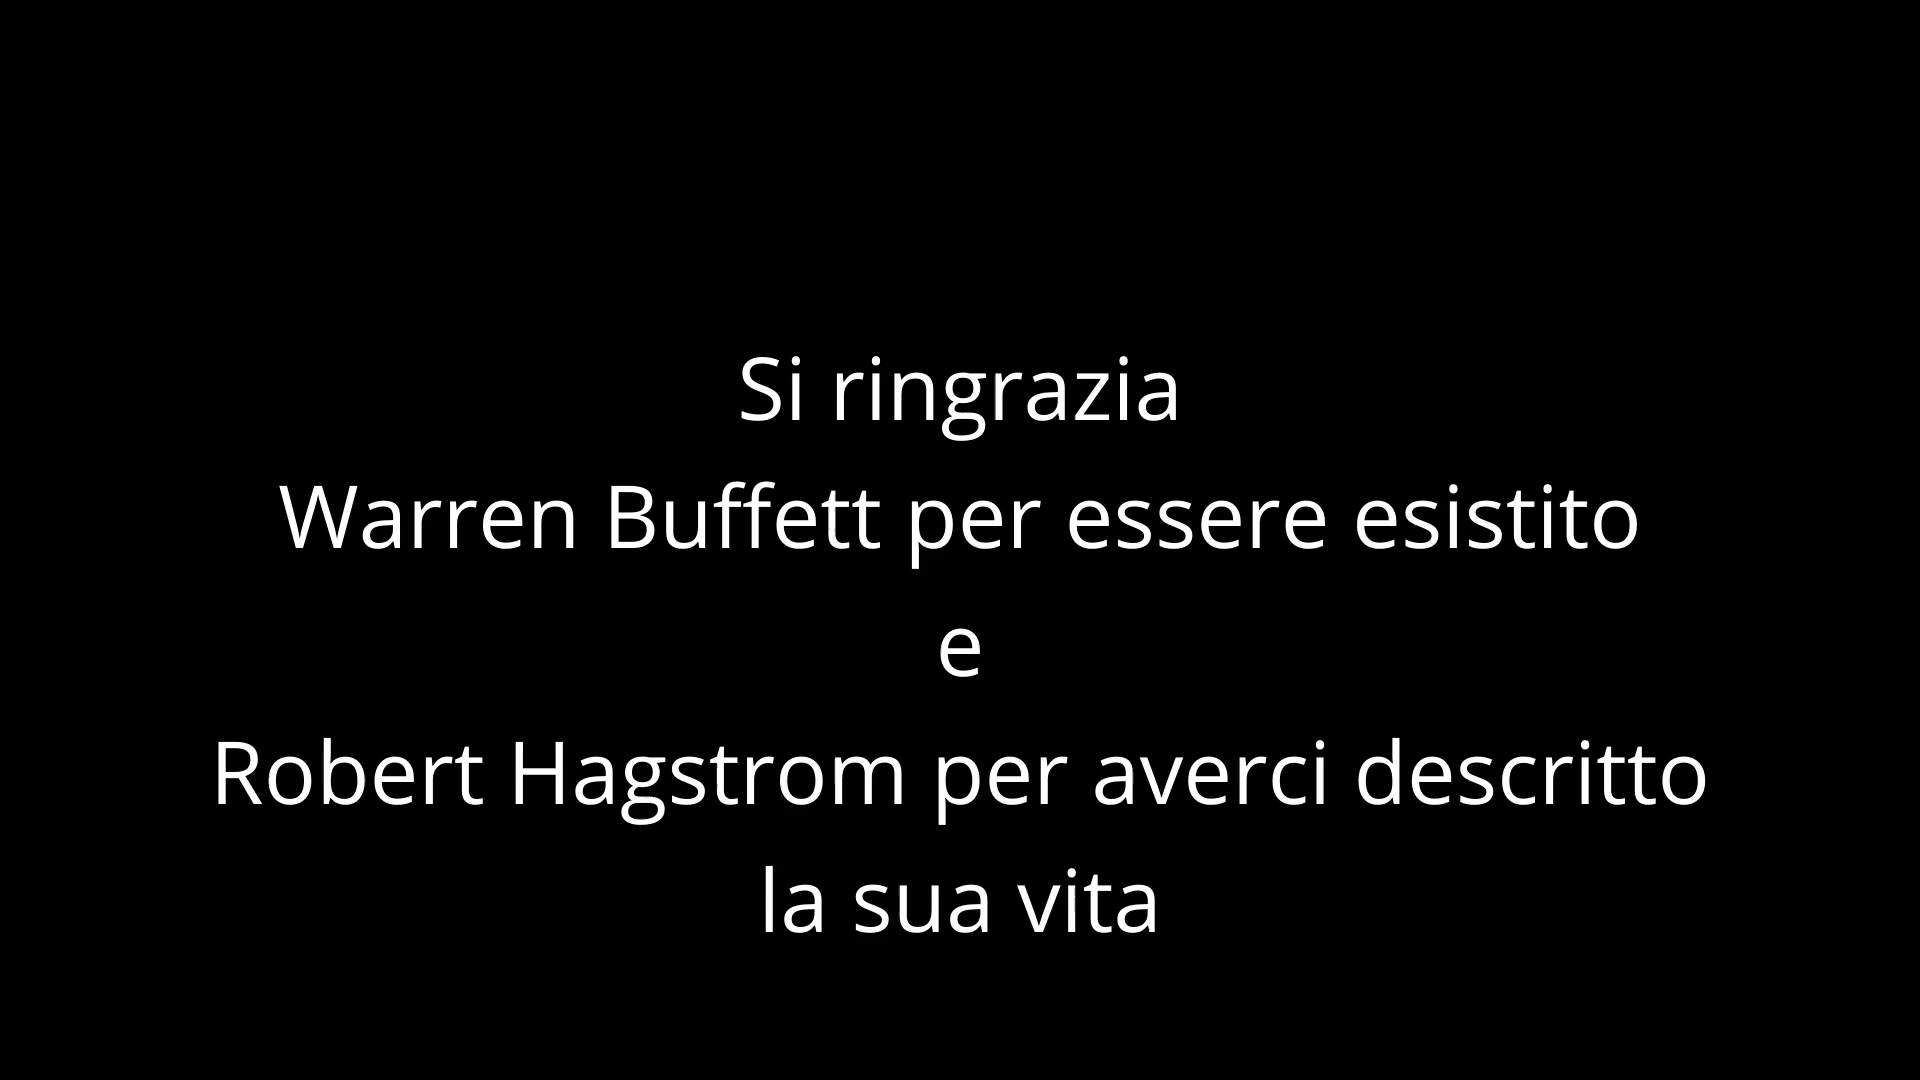 Si ringrazia
Warren Buffett per essere esistito
e
Robert Hagstrom per averci descritto
la sua vita